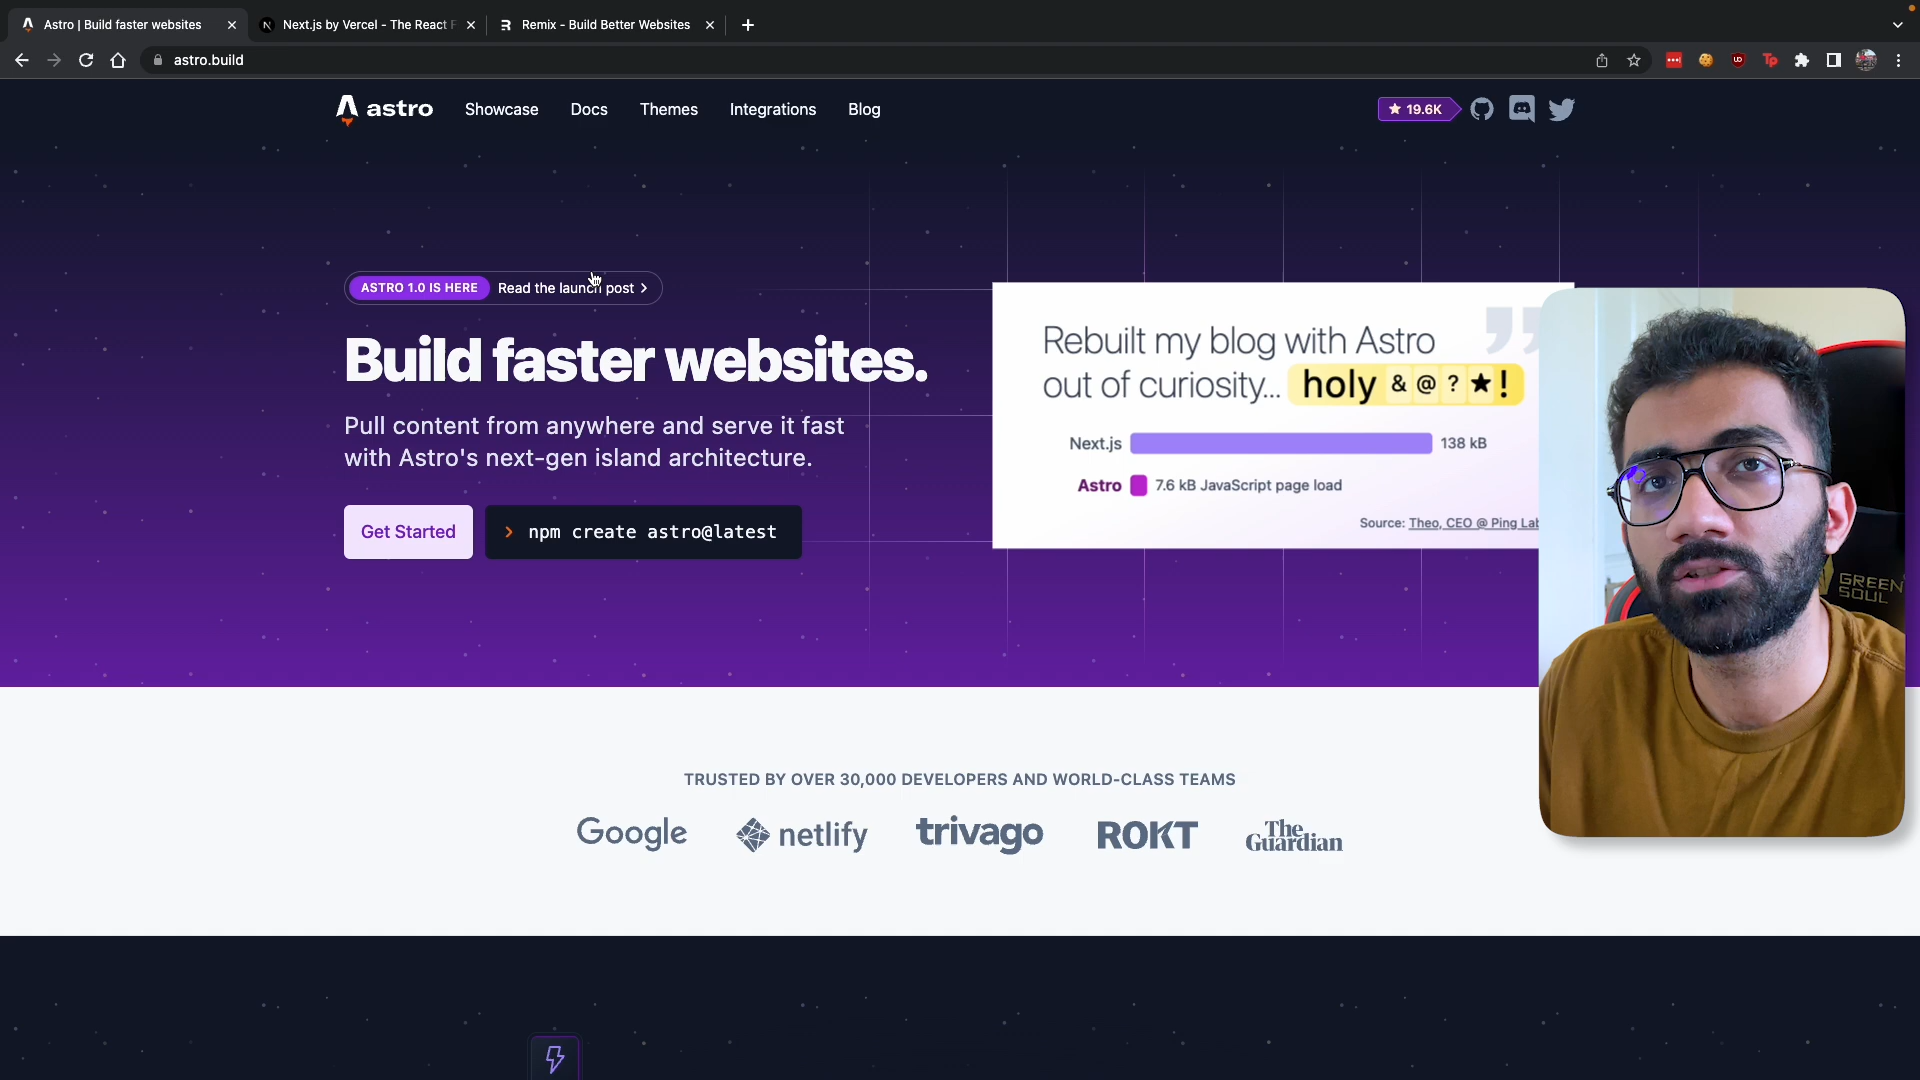 Astro | Build faster websites
Next.js by Vercel - The React F
Remix - Build Better Websites
astro.build
astro
Showcase
Docs
Themes
Integrations
Blog
★ 19.6K
ASTRO 1.0 IS HERE Read the launch post
Build faster websites.
Pull content from anywhere and serve it fast
with Astro's next-gen island architecture.
Get Started
> npm create astro@latest
Rebuilt my blog with Astro
out of curiosity... holy &@?★!
Next.js 138 kB
Astro 7.6 kB JavaScript page load
Source: Theo, CEO @ Ping Lab
GREEN
SOUL
TRUSTED BY OVER 30,000 DEVELOPERS AND WORLD-CLASS TEAMS
Google
netlify
trivago
ROKT
The
Guardian